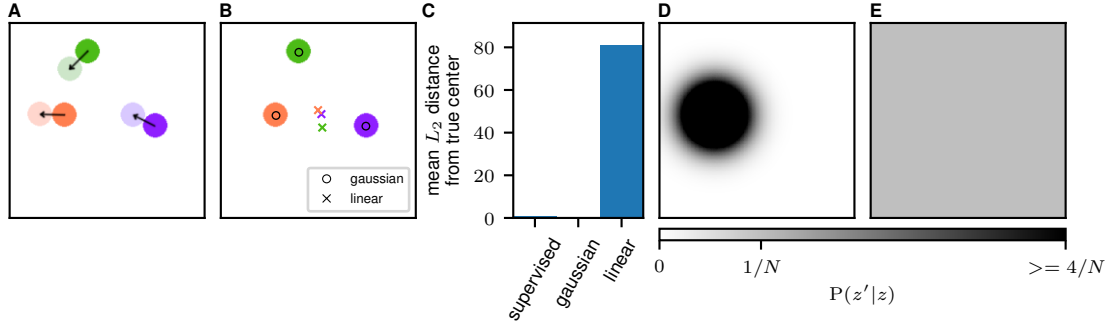 A
B
C
D
E
gaussian
linear
mean L₂ distance
from true center
80
60
40
20
0
supervised
gaussian
linear
0
1/N
>= 4/N
P(z′|z)